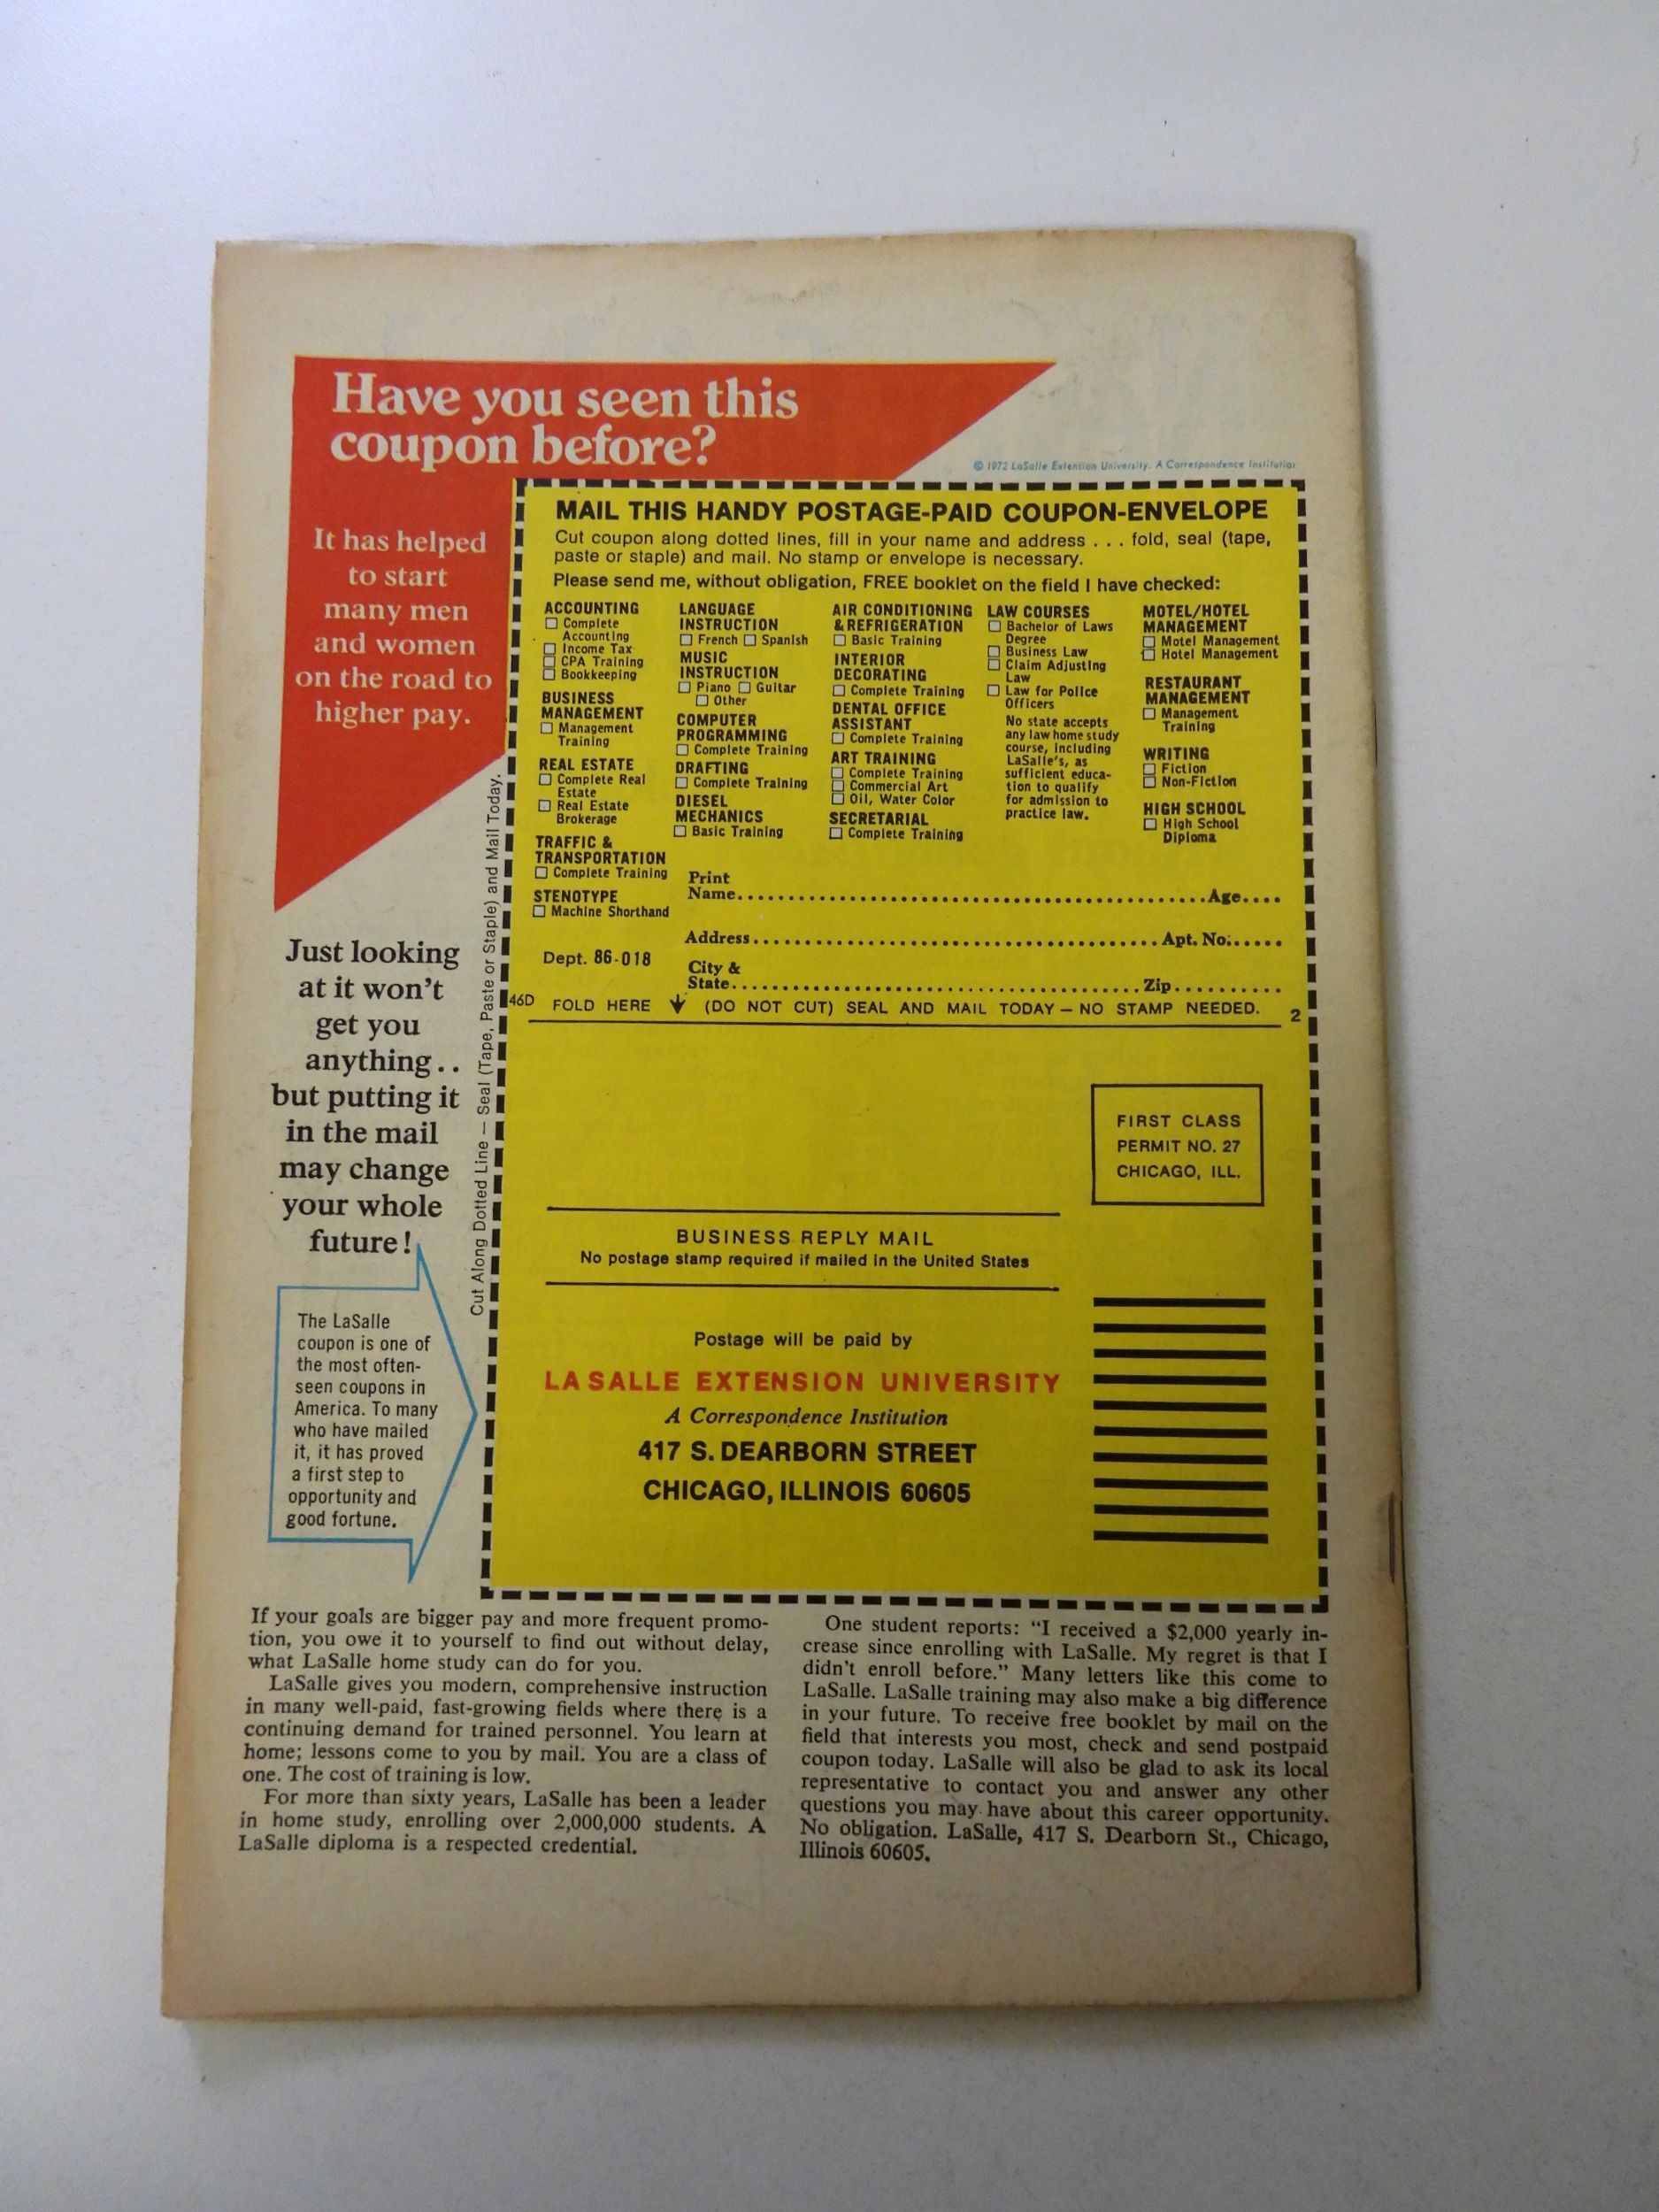 Have you seen this
coupon before?
© 1972 LaSalle Extension University. A Correspondence Institution
It has helped
to start
many men
and women
on the road to
higher pay.
Just looking
at it won't
get you
anything..
but putting it
in the mail
may change
your whole
future!
The LaSalle
coupon is one of
the most often-
seen coupons in
America. To many
who have mailed
it, it has proved
a first step to
opportunity and
good fortune.
Cut Along Dotted Line — Seal (Tape, Paste or Staple) and Mail Today.
MAIL THIS HANDY POSTAGE-PAID COUPON-ENVELOPE
Cut coupon along dotted lines, fill in your name and address . . . fold, seal (tape,
paste or staple) and mail. No stamp or envelope is necessary.
Please send me, without obligation, FREE booklet on the field I have checked:
ACCOUNTING
☐ Complete
Accounting
☐ Income Tax
☐ CPA Training
☐ Bookkeeping
BUSINESS
MANAGEMENT
☐ Management
Training
REAL ESTATE
☐ Complete Real
Estate
☐ Real Estate
Brokerage
TRAFFIC &
TRANSPORTATION
☐ Complete Training
STENOTYPE
☐ Machine Shorthand
LANGUAGE
INSTRUCTION
☐ French ☐ Spanish
MUSIC
INSTRUCTION
☐ Piano ☐ Guitar
☐ Other
COMPUTER
PROGRAMMING
☐ Complete Training
DRAFTING
☐ Complete Training
DIESEL
MECHANICS
☐ Basic Training
AIR CONDITIONING
& REFRIGERATION
☐ Basic Training
INTERIOR
DECORATING
☐ Complete Training
DENTAL OFFICE
ASSISTANT
☐ Complete Training
ART TRAINING
☐ Complete Training
☐ Commercial Art
☐ Oil, Water Color
SECRETARIAL
☐ Complete Training
LAW COURSES
☐ Bachelor of Laws
Degree
☐ Business Law
☐ Claim Adjusting
Law
☐ Law for Police
Officers
No state accepts
any law home study
course, including
LaSalle's, as
sufficient educa-
tion to qualify
for admission to
practice law.
MOTEL/HOTEL
MANAGEMENT
☐ Motel Management
☐ Hotel Management
RESTAURANT
MANAGEMENT
☐ Management
Training
WRITING
☐ Fiction
☐ Non-Fiction
HIGH SCHOOL
☐ High School
Diploma
Print
Name.......... Age....
Address.......... Apt. No.......
Dept. 86-018
City &
State.......... Zip..........
46D FOLD HERE ↓ (DO NOT CUT) SEAL AND MAIL TODAY — NO STAMP NEEDED. 2
FIRST CLASS
PERMIT NO. 27
CHICAGO, ILL.
BUSINESS REPLY MAIL
No postage stamp required if mailed in the United States
Postage will be paid by
LA SALLE EXTENSION UNIVERSITY
A Correspondence Institution
417 S. DEARBORN STREET
CHICAGO, ILLINOIS 60605
If your goals are bigger pay and more frequent promo-
tion, you owe it to yourself to find out without delay,
what LaSalle home study can do for you.
LaSalle gives you modern, comprehensive instruction
in many well-paid, fast-growing fields where there is a
continuing demand for trained personnel. You learn at
home; lessons come to you by mail. You are a class of
one. The cost of training is low.
For more than sixty years, LaSalle has been a leader
in home study, enrolling over 2,000,000 students. A
LaSalle diploma is a respected credential.
One student reports: "I received a $2,000 yearly in-
crease since enrolling with LaSalle. My regret is that I
didn't enroll before." Many letters like this come to
LaSalle. LaSalle training may also make a big difference
in your future. To receive free booklet by mail on the
field that interests you most, check and send postpaid
coupon today. LaSalle will also be glad to ask its local
representative to contact you and answer any other
questions you may have about this career opportunity.
No obligation. LaSalle, 417 S. Dearborn St., Chicago,
Illinois 60605.